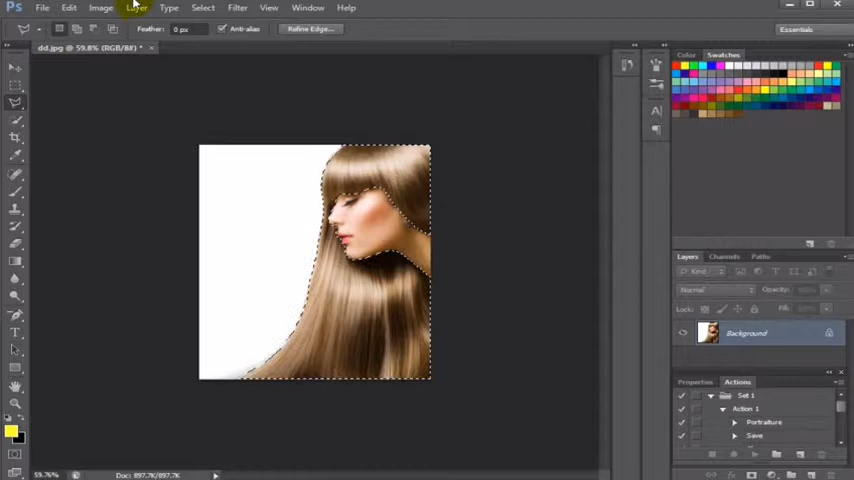 Ps File Edit Image Layer Type Select Filter View Window Help
Feather: 0 px Anti-alias Refine Edge... Essentials
dd.jpg @ 59.8% (RGB/8#) * ×
Color Swatches
Layers Channels Paths
Kind
Normal Opacity:
Lock: Fill:
Background
Properties Actions
Set 1
Action 1
Portraiture
Save
59.76% Doc: 897.7K/897.7K